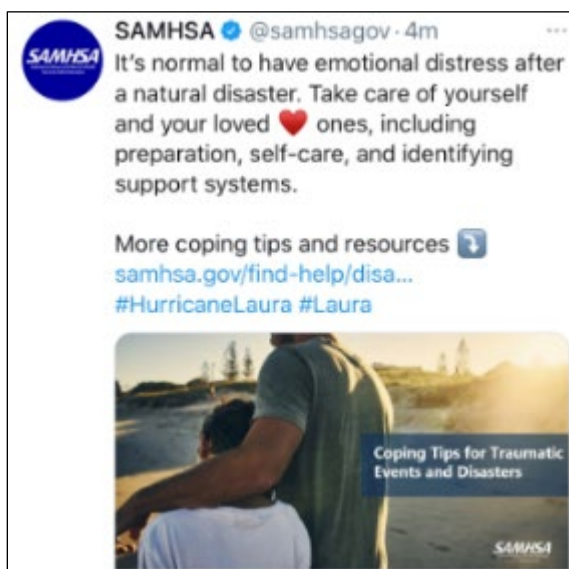 SAMHSA @samhsagov · 4m ...
SAMHSA
It's normal to have emotional distress after
a natural disaster. Take care of yourself
and your loved ❤️ ones, including
preparation, self-care, and identifying
support systems.
More coping tips and resources ⤵️
samhsa.gov/find-help/disa...
#HurricaneLaura #Laura
Coping Tips for Traumatic
Events and Disasters
SAMHSA